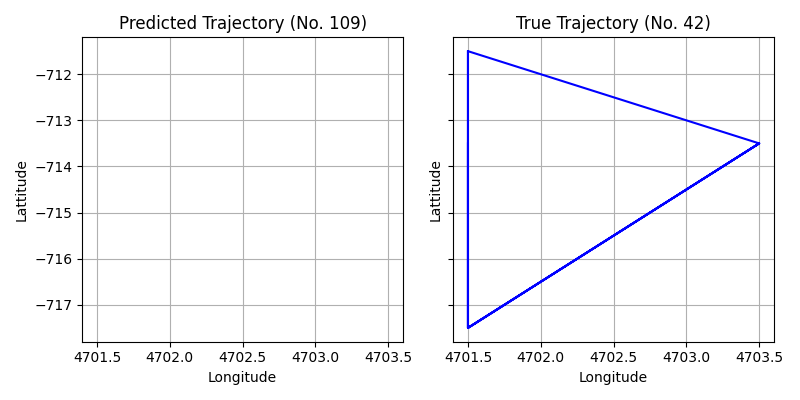 Predicted Trajectory (No. 109)
True Trajectory (No. 42)
−712
−713
−714
−715
−716
−717
Lattitude
4701.5 4702.0 4702.5 4703.0 4703.5
Longitude
Lattitude
4701.5 4702.0 4702.5 4703.0 4703.5
Longitude